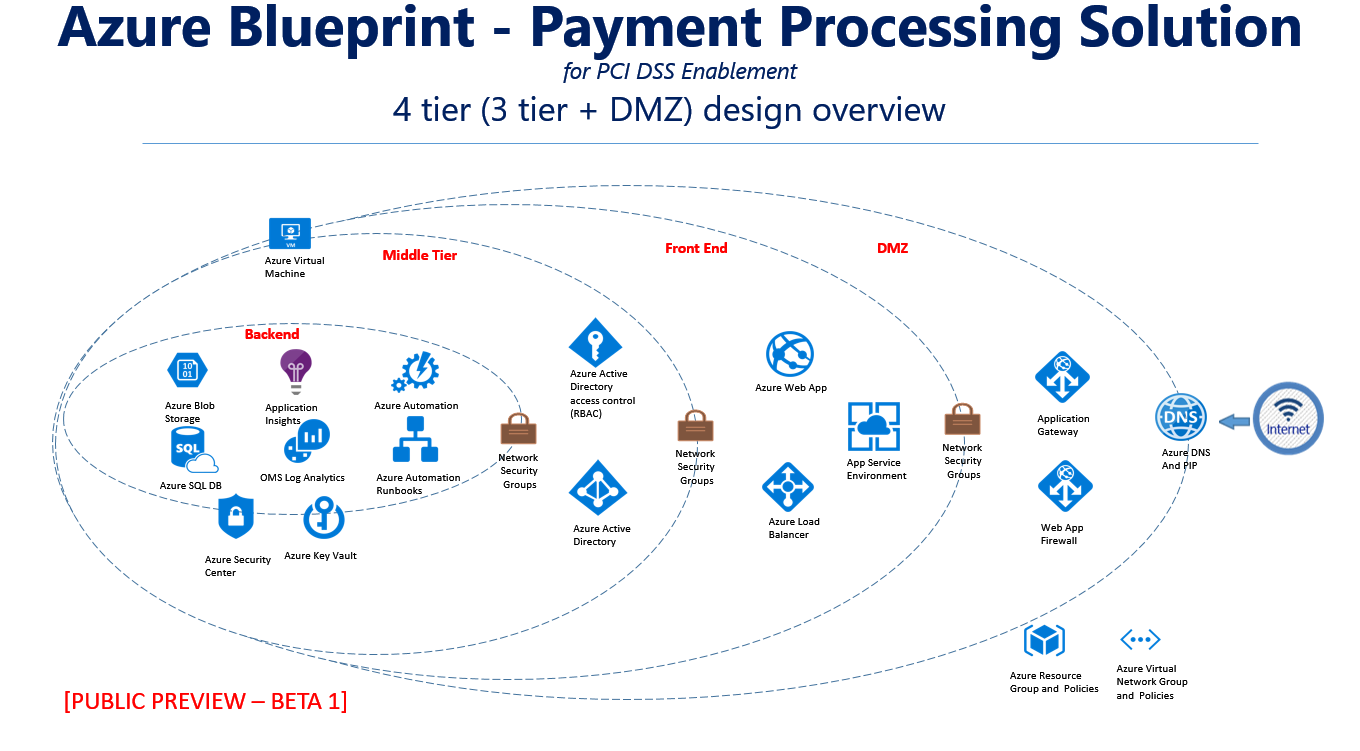 Azure Blueprint - Payment Processing Solution
for PCI DSS Enablement
4 tier (3 tier + DMZ) design overview
VM
Azure Virtual
Machine
Middle Tier
Front End
DMZ
Backend
10
01
Azure Blob
Storage
Application
Insights
Azure Automation
SQL
Azure SQL DB
OMS Log Analytics
Azure Automation
Runbooks
Azure Security
Center
Azure Key Vault
Network
Security
Groups
Azure Active
Directory
access control
(RBAC)
Azure Active
Directory
Network
Security
Groups
Azure Web App
App Service
Environment
Azure Load
Balancer
Network
Security
Groups
Application
Gateway
Web App
Firewall
DNS
Azure DNS
And PIP
Internet
Azure Resource
Group and Policies
Azure Virtual
Network Group
and Policies
[PUBLIC PREVIEW – BETA 1]